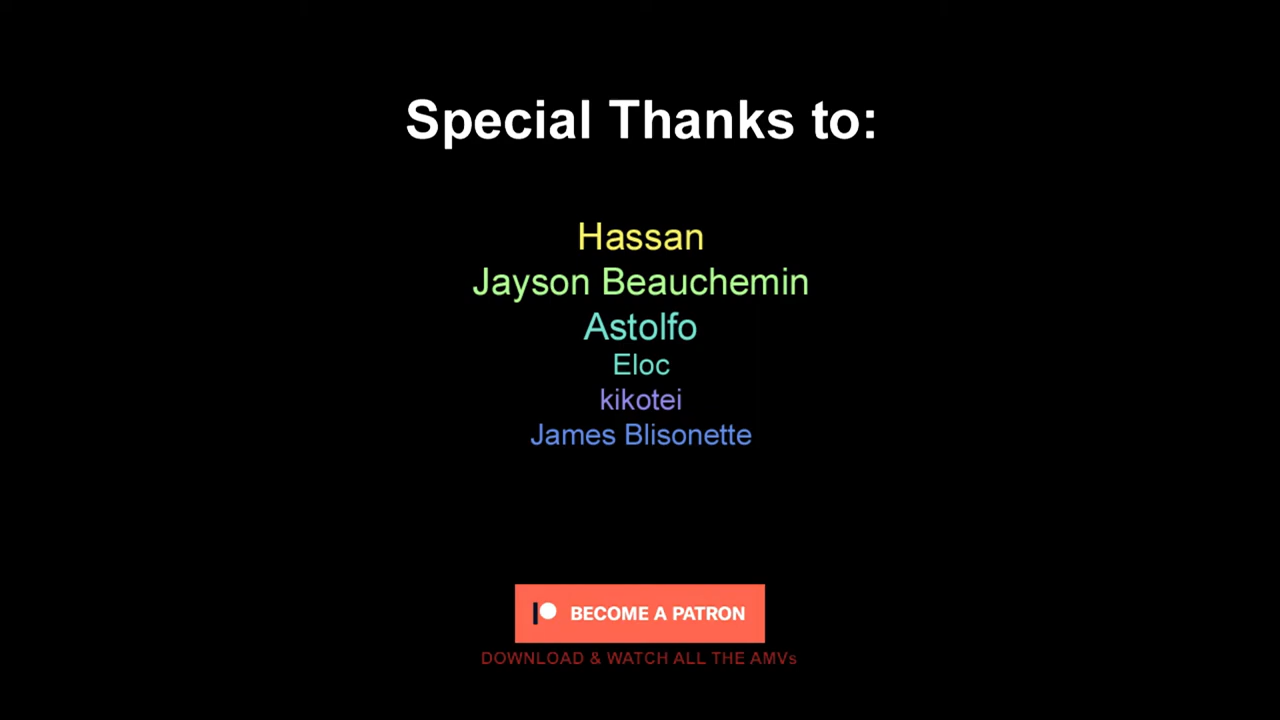 Special Thanks to:
Hassan
Jayson Beauchemin
Astolfo
Eloc
kikotei
James Blisonette
BECOME A PATRON
DOWNLOAD & WATCH ALL THE AMVs